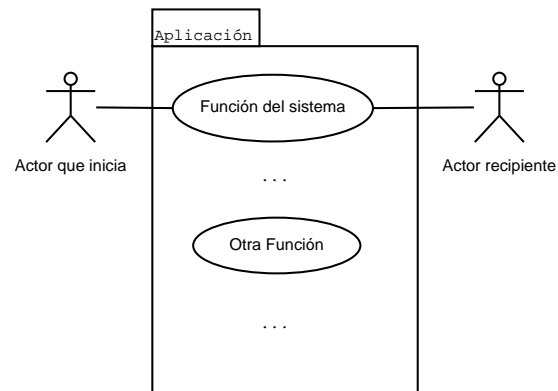 Aplicación
Función del sistema
Actor que inicia
Actor recipiente
...
Otra Función
...